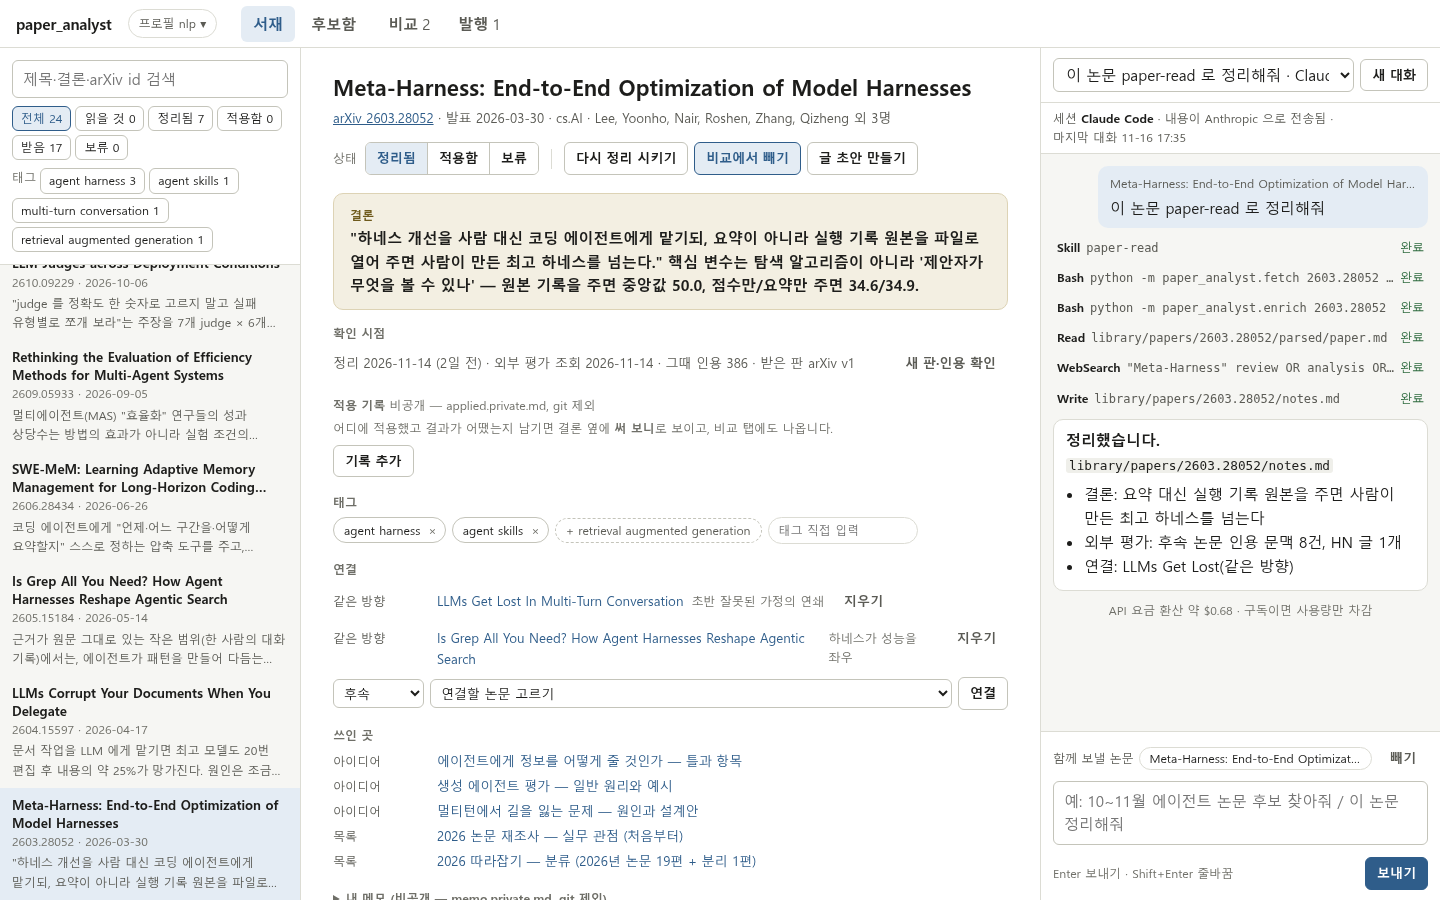 paper_analyst
프로필 nlp ▾
서재
후보함
비교 2
발행 1
제목·결론·arXiv id 검색
전체 24
읽을 것 0
정리됨 7
적용함 0
받음 17
보류 0
태그
agent harness 3
agent skills 1
multi-turn conversation 1
retrieval augmented generation 1
LLM Judges across Deployment Conditions
2610.09229 · 2026-10-06
"judge 를 정확도 한 숫자로 고르지 말고 실패
유형별로 쪼개 보라"는 주장을 7개 judge × 6개...
Rethinking the Evaluation of Efficiency
Methods for Multi-Agent Systems
2609.05933 · 2026-09-05
멀티에이전트(MAS) "효율화" 연구들의 성과
상당수는 방법의 효과가 아니라 실험 조건의...
SWE-MeM: Learning Adaptive Memory
Management for Long-Horizon Coding...
2606.28434 · 2026-06-26
코딩 에이전트에게 "언제·어느 구간을·어떻게
요약할지" 스스로 정하는 압축 도구를 주고,...
Is Grep All You Need? How Agent
Harnesses Reshape Agentic Search
2605.15184 · 2026-05-14
근거가 원문 그대로 있는 작은 범위(한 사람의 대화
기록)에서는, 에이전트가 패턴을 만들어 다듬는...
LLMs Corrupt Your Documents When You
Delegate
2604.15597 · 2026-04-17
문서 작업을 LLM 에게 맡기면 최고 모델도 20번
편집 후 내용의 약 25%가 망가진다. 원인은 조금...
Meta-Harness: End-to-End Optimization of
Model Harnesses
2603.28052 · 2026-03-30
"하네스 개선을 사람 대신 코딩 에이전트에게
맡기되, 요약이 아니라 실행 기록 원본을 파일로...
Meta-Harness: End-to-End Optimization of Model Harnesses
arXiv 2603.28052 · 발표 2026-03-30 · cs.AI · Lee, Yoonho, Nair, Roshen, Zhang, Qizheng 외 3명
상태
정리됨
적용함
보류
다시 정리 시키기
비교에서 빼기
글 초안 만들기
결론
"하네스 개선을 사람 대신 코딩 에이전트에게 맡기되, 요약이 아니라 실행 기록 원본을 파일로
열어 주면 사람이 만든 최고 하네스를 넘는다." 핵심 변수는 탐색 알고리즘이 아니라 '제안자가
무엇을 볼 수 있나' — 원본 기록을 주면 중앙값 50.0, 점수만/요약만 주면 34.6/34.9.
확인 시점
정리 2026-11-14 (2일 전) · 외부 평가 조회 2026-11-14 · 그때 인용 386 · 받은 판 arXiv v1
새 판·인용 확인
적용 기록 비공개 — applied.private.md, git 제외
어디에 적용했고 결과가 어땠는지 남기면 결론 옆에 써 보니로 보이고, 비교 탭에도 나옵니다.
기록 추가
태그
agent harness ×
agent skills ×
+ retrieval augmented generation
태그 직접 입력
연결
같은 방향
LLMs Get Lost In Multi-Turn Conversation 초반 잘못된 가정의 연쇄
지우기
같은 방향
Is Grep All You Need? How Agent Harnesses Reshape Agentic
Search
하네스가 성능을
좌우
지우기
후속
연결할 논문 고르기
연결
쓰인 곳
아이디어
에이전트에게 정보를 어떻게 줄 것인가 — 틀과 항목
아이디어
생성 에이전트 평가 — 일반 원리와 예시
아이디어
멀티턴에서 길을 잃는 문제 — 원인과 설계안
목록
2026 논문 재조사 — 실무 관점 (처음부터)
목록
2026 따라잡기 — 분류 (2026년 논문 19편 + 분리 1편)
▶ 내 메모 (비공개 — memo.private.md, git 제외)
이 논문 paper-read 로 정리해줘 · Clauc
새 대화
세션 Claude Code · 내용이 Anthropic 으로 전송됨 ·
마지막 대화 11-16 17:35
Meta-Harness: End-to-End Optimization of Model Har...
이 논문 paper-read 로 정리해줘
Skill paper-read 완료
Bash python -m paper_analyst.fetch 2603.28052 … 완료
Bash python -m paper_analyst.enrich 2603.28052 완료
Read library/papers/2603.28052/parsed/paper.md 완료
WebSearch "Meta-Harness" review OR analysis OR… 완료
Write library/papers/2603.28052/notes.md 완료
정리했습니다.
library/papers/2603.28052/notes.md
• 결론: 요약 대신 실행 기록 원본을 주면 사람이
만든 최고 하네스를 넘는다
• 외부 평가: 후속 논문 인용 문맥 8건, HN 글 1개
• 연결: LLMs Get Lost(같은 방향)
API 요금 환산 약 $0.68 · 구독이면 사용량만 차감
함께 보낼 논문
Meta-Harness: End-to-End Optimizat...
빼기
예: 10~11월 에이전트 논문 후보 찾아줘 / 이 논문
정리해줘
Enter 보내기 · Shift+Enter 줄바꿈
보내기